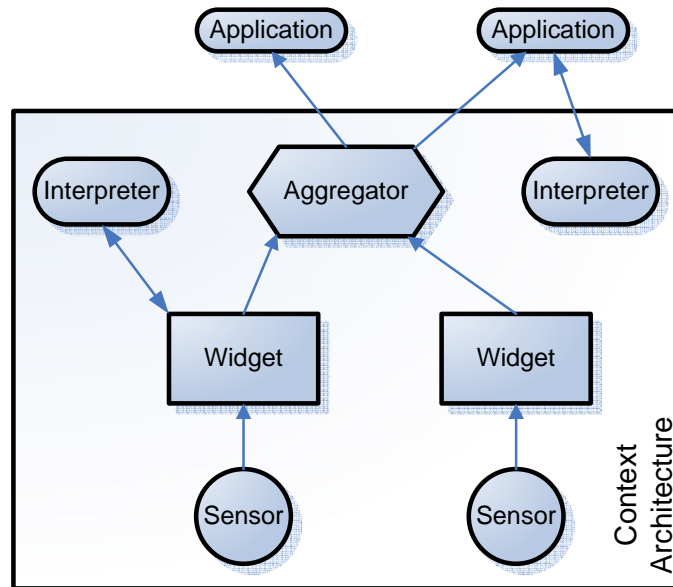 Application
Application
Interpreter
Aggregator
Interpreter
Widget
Widget
Sensor
Sensor
Context
Architecture